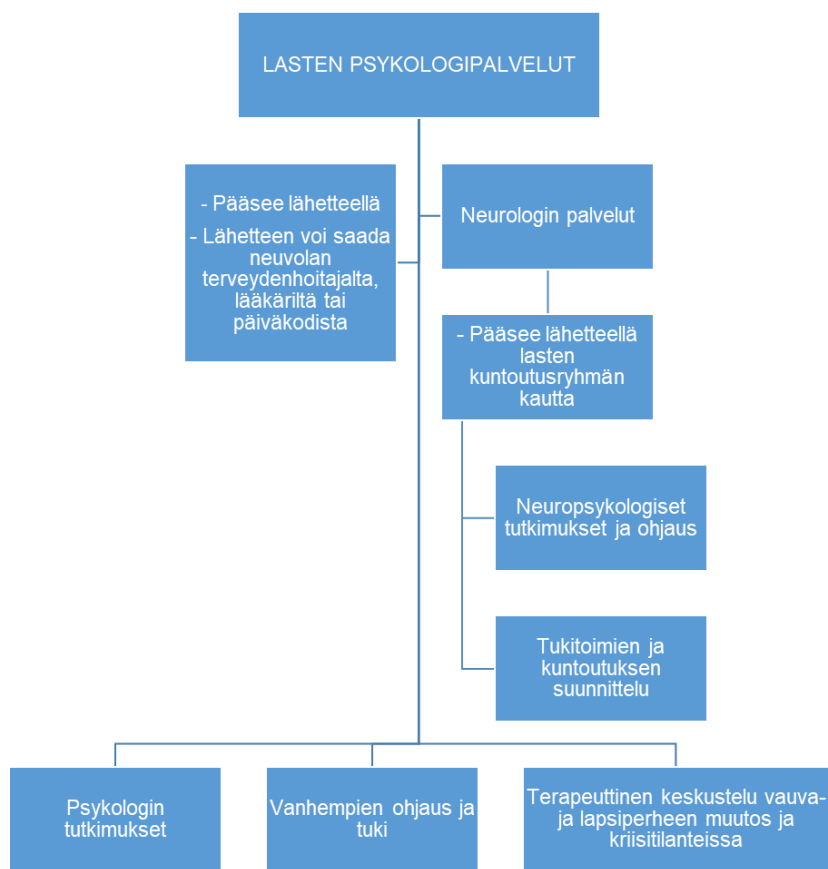 LASTEN PSYKOLOGIPALVELUT
- Pääsee lähetteellä
- Lähetteen voi saada
neuvolan
terveydenhoitajalta,
lääkäriltä tai
päiväkodista
Neurologin palvelut
- Pääsee lähetteellä
lasten
kuntoutusryhmän
kautta
Neuropsykologiset
tutkimukset ja ohjaus
Tukitoimien ja
kuntoutuksen
suunnittelu
Psykologin
tutkimukset
Vanhempien ohjaus ja
tuki
Terapeuttinen keskustelu vauva-
ja lapsiperheen muutos ja
kriisitilanteissa